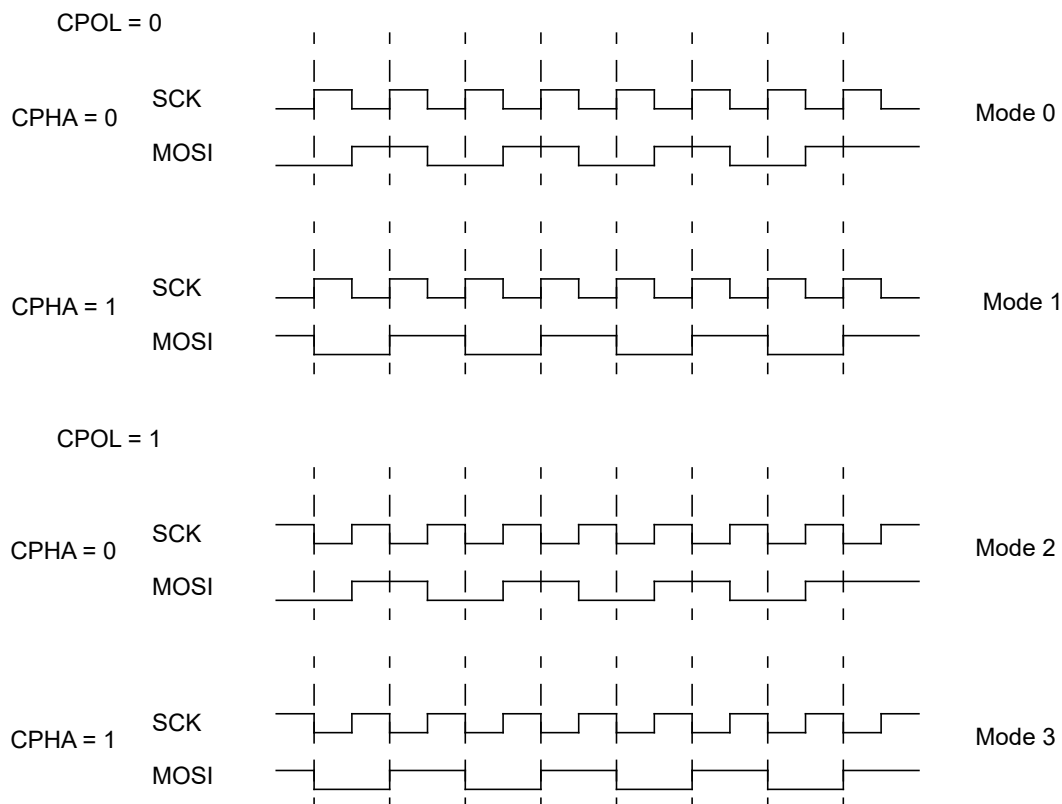 CPOL = 0
SCK
CPHA = 0
Mode 0
MOSI
SCK
CPHA = 1
Mode 1
MOSI
CPOL = 1
SCK
CPHA = 0
Mode 2
MOSI
SCK
CPHA = 1
Mode 3
MOSI